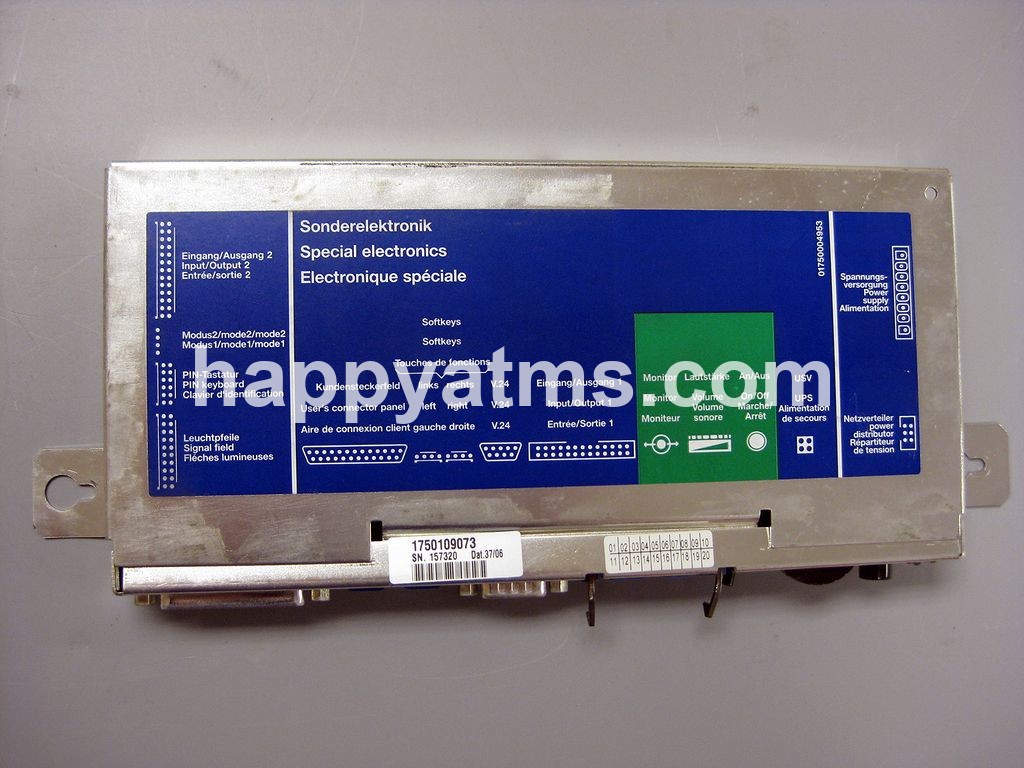 Sonderelektronik
Special electronics
Electronique spéciale
01750004953
Eingang/Ausgang 2
Input/Output 2
Entrée/sortie 2
Modus2/mode2/mode2
Modus1/mode1/mode1
PIN-Tastatur
PIN keyboard
Clavier d'identification
Leuchtpfeile
Signal field
Flèches lumineuses
Softkeys
Softkeys
Touches de fonctions
Kundensteckerfeld links rechts V.24 Eingang/Ausgang 1
User's connector panel left right V.24 Input/Output 1
Aire de connexion client gauche droite V.24 Entrée/Sortie 1
Monitor Lautstärke An/Aus
Monitor Volume On/Off
Moniteur Volume sonore Marcher Arrêt
USV
UPS
Alimentation
de secours
Spannungs-
versorgung
Power
supply
Alimentation
Netzverteiler
power
distributor
Répartiteur
de tension
happyatms.com
1750109073
SN. 157320 Dat.37/06
01 02 03 04 05 06 07 08 09 10
11 12 13 14 15 16 17 18 19 20